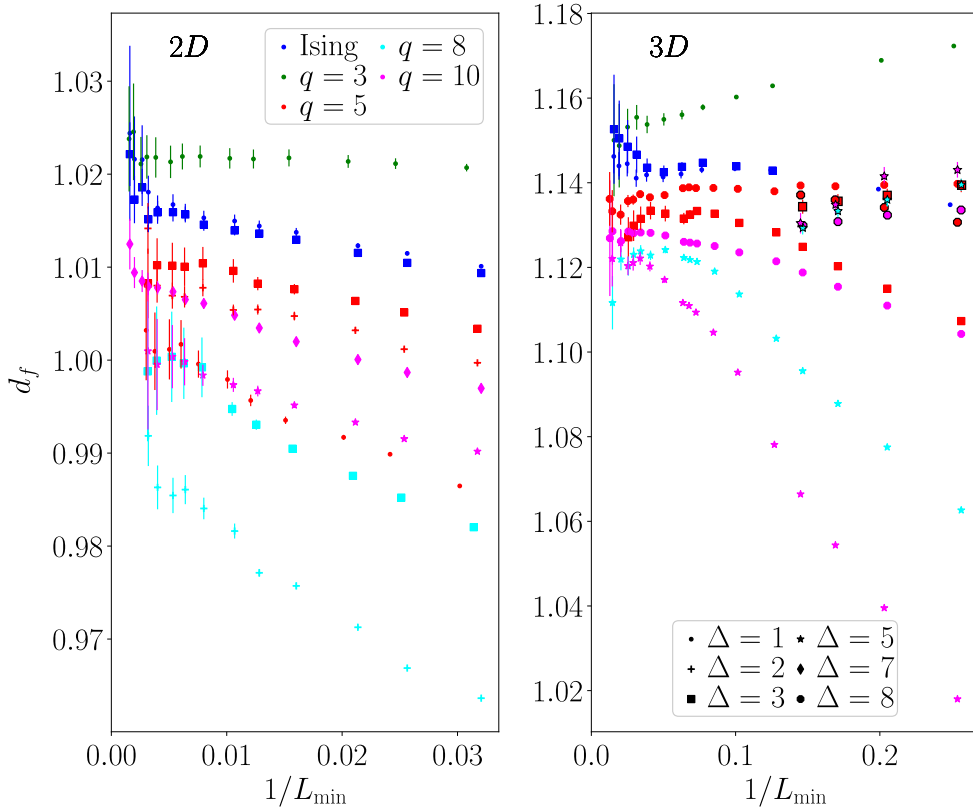 2D
Ising
q = 3
q = 5
q = 8
q = 10
1.03
1.02
1.01
1.00
0.99
0.98
0.97
d_f
0.00
0.01
0.02
0.03
1/L_min
3D
1.18
1.16
1.14
1.12
1.10
1.08
1.06
1.04
1.02
Δ = 1
Δ = 2
Δ = 3
Δ = 5
Δ = 7
Δ = 8
0.0
0.1
0.2
1/L_min